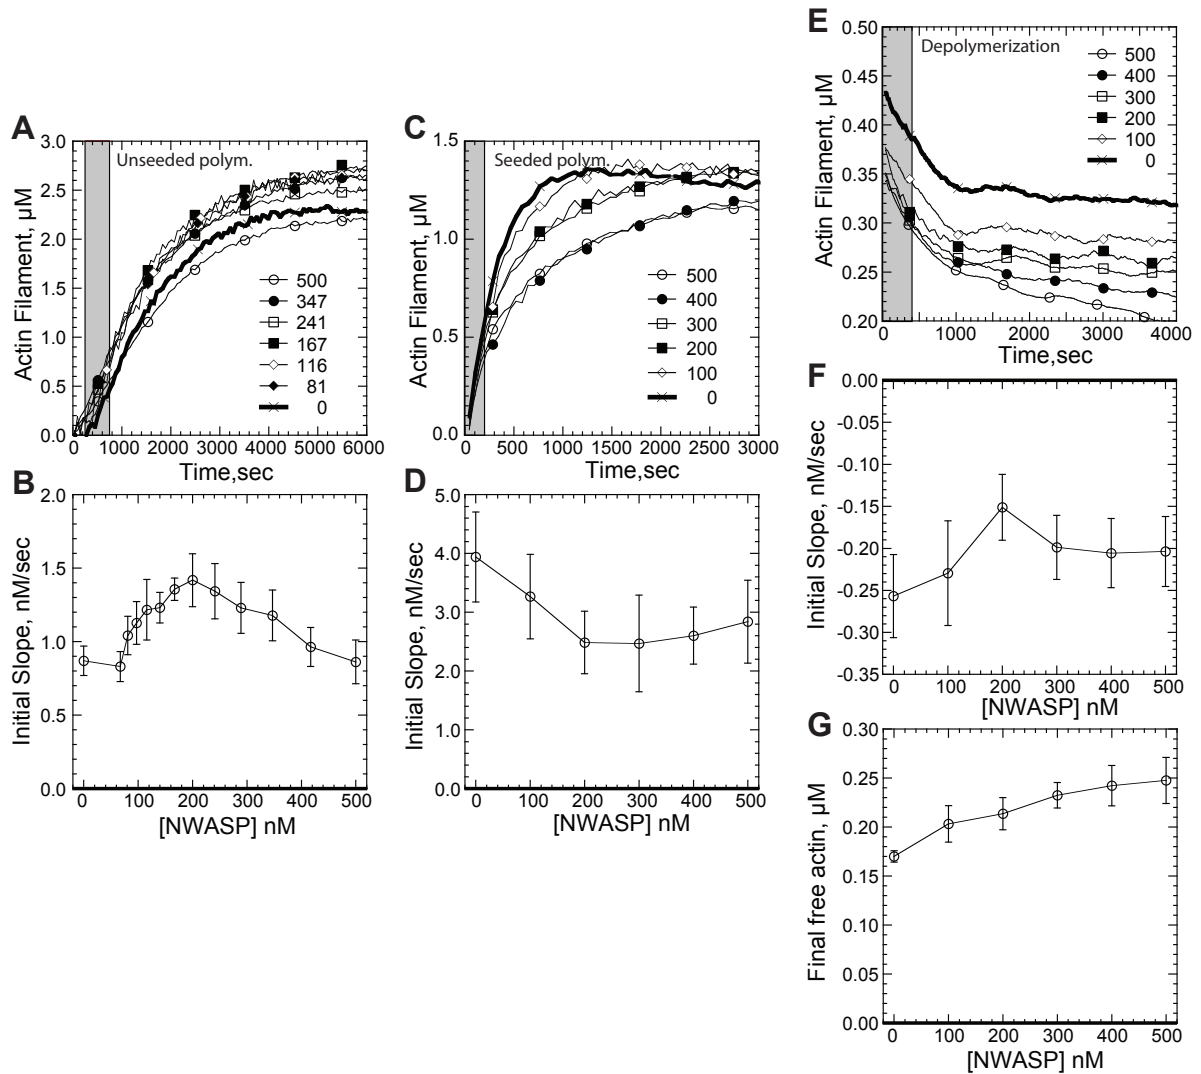 A
Actin Filament, µM
3.0
2.5
2.0
1.5
1.0
0.5
0.0
Unseeded polym.
500
347
241
167
116
81
0
0 1000 2000 3000 4000 5000 6000
Time,sec
B
Initial Slope, nM/sec
2.0
1.5
1.0
0.5
0.0
0 100 200 300 400 500
[NWASP] nM
C
Actin Filament, µM
1.5
1.0
0.5
0.0
Seeded polym.
500
400
300
200
100
0
500 1000 1500 2000 2500 3000
Time,sec
D
Initial Slope, nM/sec
5.0
4.0
3.0
2.0
1.0
0.0
0 100 200 300 400 500
[NWASP] nM
E
Actin Filament, µM
0.50
0.45
0.40
0.35
0.30
0.25
0.20
Depolymerization
500
400
300
200
100
0
0 1000 2000 3000 4000
Time,sec
F
Initial Slope, nM/sec
0.00
-0.05
-0.10
-0.15
-0.20
-0.25
-0.30
-0.35
0 100 200 300 400 500
[NWASP] nM
G
Final free actin, µM
0.30
0.25
0.20
0.15
0.10
0.05
0.00
0 100 200 300 400 500
[NWASP] nM